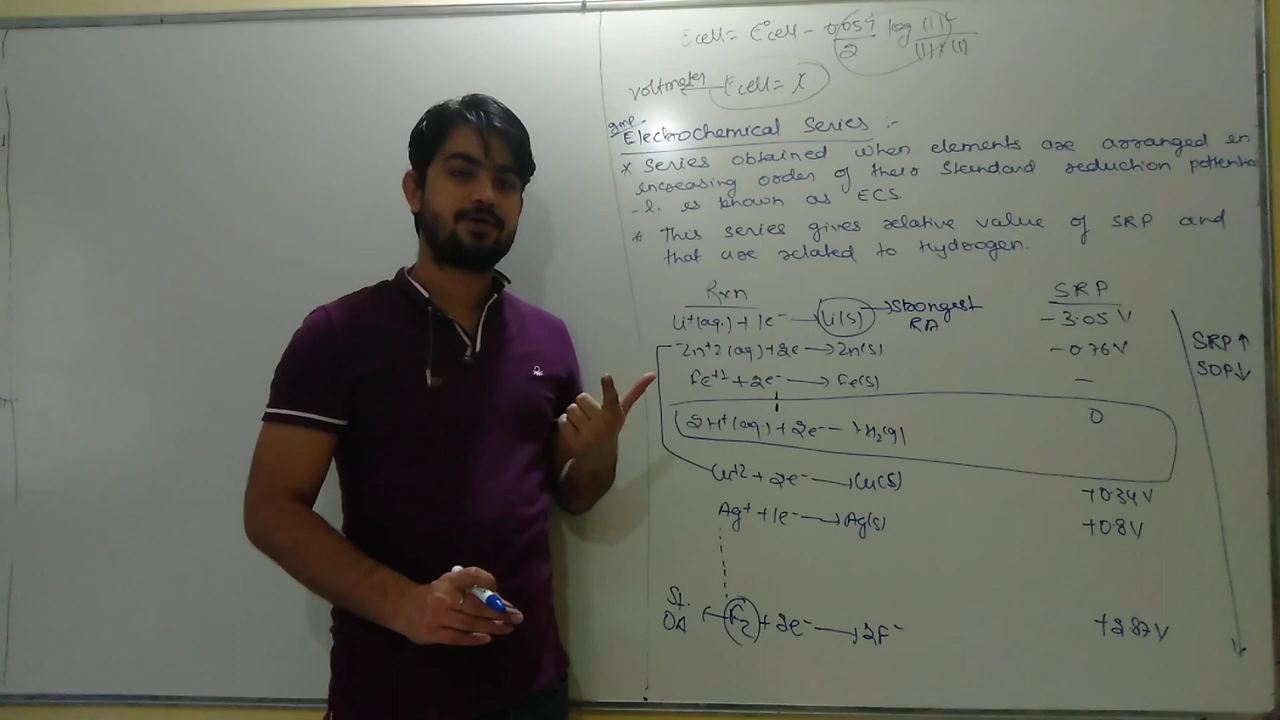 Ecell = E°cell - 0.059/2 log (1)²/(1)×(1)
voltmeter Ecell = X
Imp
Electrochemical Series :-
* Series obtained when elements are arranged in
increasing order of their Standard reduction potentia
-l. is known as ECS.
* This series gives relative value of SRP and
that are related to Hydrogen.
Rxn SRP
Li+(aq.) + 1e- → Li(s) → Strongest RA - 3.05 V
Zn+2(aq) + 2e → Zn(s) - 0.76V
Fe+2 + 2e- → Fe(s) —
2H+(aq) + 2e- → H2(g) 0
Cu+2 + 2e- → Cu(s) +0.34V
Ag+ + 1e- → Ag(s) +0.8V
St. OA ← F2 + 2e- → 2F- +2.87V
SRP↑
SOP↓